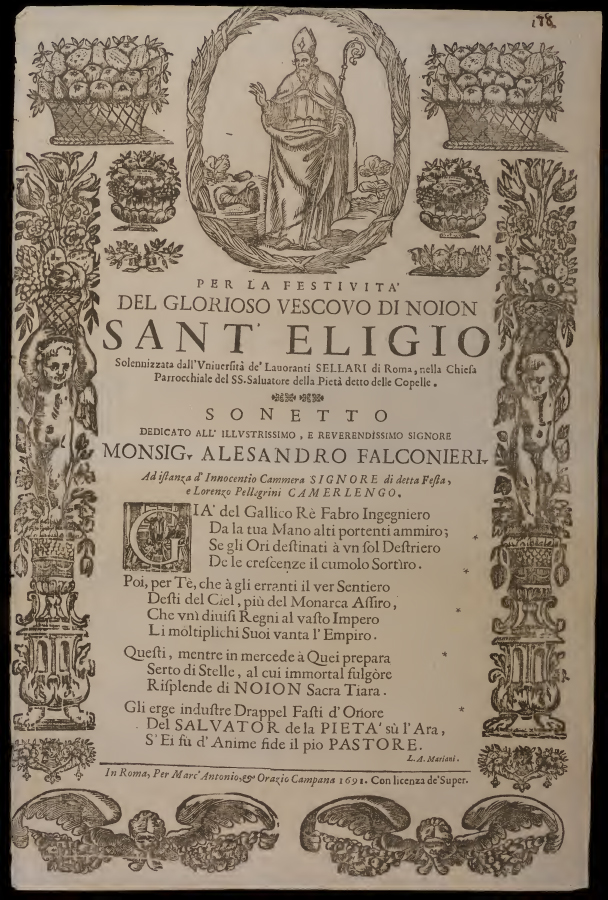 178
PER LA FESTIVITA'
DEL GLORIOSO VESCOVO DI NOION
SANT' ELIGIO
Solennizzata dall' Vniuersità de' Lauoranti SELLARI di Roma, nella Chiesa
Parrocchiale del SS. Saluatore della Pietà detto delle Copelle.
SONETTO
DEDICATO ALL' ILLVSTRISSIMO, E REVERENDISSIMO SIGNORE
MONSIG. ALESANDRO FALCONIERI.
Ad istanza d' Innocentio Cammera SIGNORE di detta Festa,
e Lorenzo Pellegrini CAMERLENGO.
GIA' del Gallico Rè Fabro Ingegniero
Da la tua Mano alti portenti ammiro;
Se gli Ori destinati à vn sol Destriero
De le crescenze il cumolo Sortìro.
Poi, per Tè, che à gli erranti il ver Sentiero
Desti del Ciel, più del Monarca Assiro,
Che vnì diuisi Regni al vasto Impero
Li moltiplichi Suoi vanta l' Empiro.
Questi, mentre in mercede à Quei prepara
Serto di Stelle, al cui immortal fulgòre
Risplende di NOION Sacra Tiara.
Gli erge industre Drappel Fasti d' Onore
Del SALVATOR de la PIETA' sù l' Ara,
S' Ei fù d' Anime fide il pio PASTORE.
L. A. Mariani.
In Roma, Per Marc' Antonio, & Orazio Campana 1691. Con licenza de' Super.